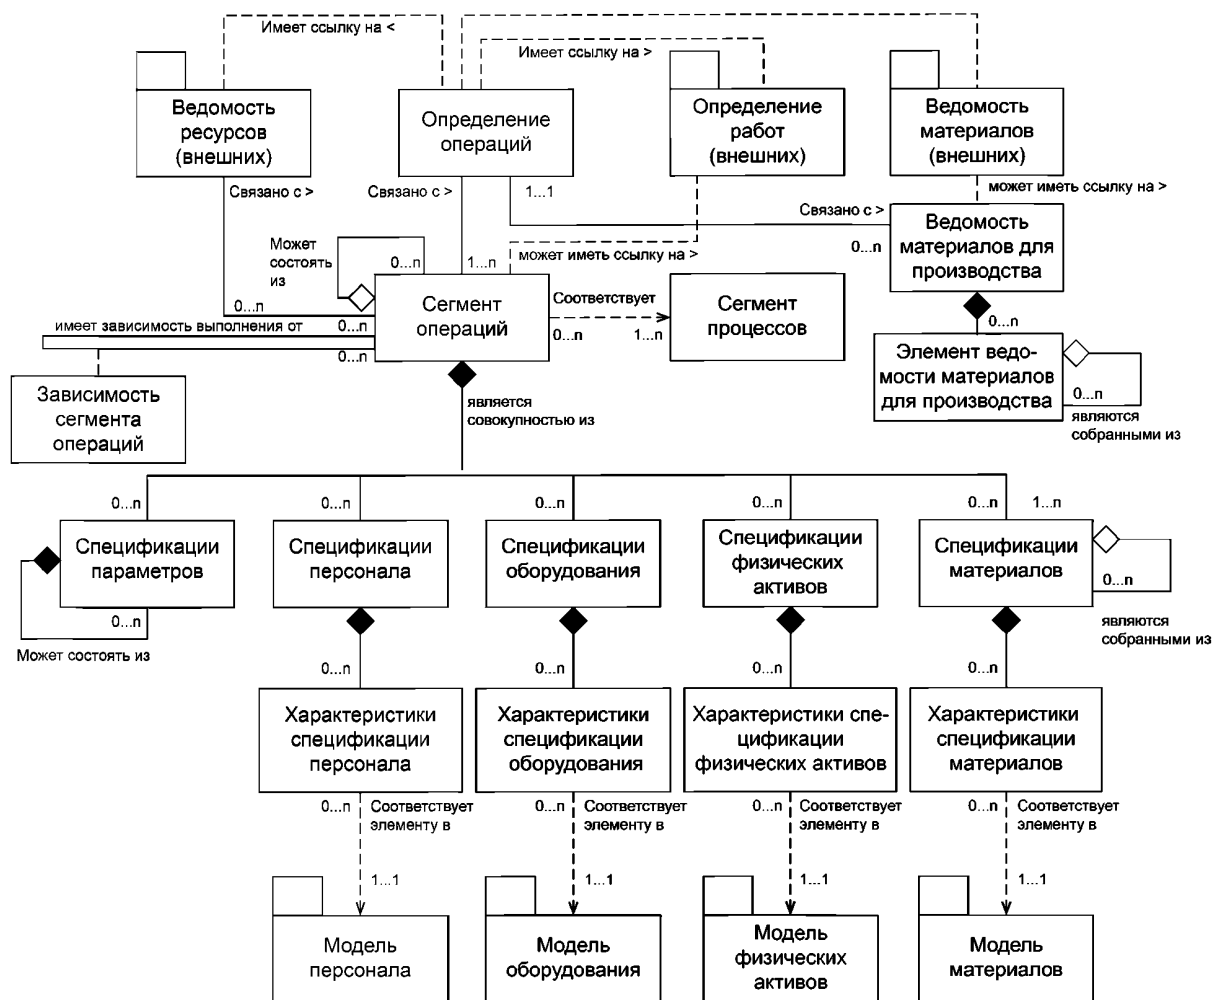 Имеет ссылку на <
Имеет ссылку на >
Ведомость
ресурсов
(внешних)
Определение
операций
Определение
работ
(внешних)
Ведомость
материалов
(внешних)
Связано с >
Связано с >
1...1
может иметь ссылку на >
Связано с >
0...n
Ведомость
материалов для
производства
Может
состоять
из
0...n
1...n
может иметь ссылку на >
0...n
Сегмент
операций
Соответствует
0...n
1...n
Сегмент
процессов
0...n
имеет зависимость выполнения от
0...n
0...n
Элемент ведо-
мости материалов
для производства
0...n
являются
собранными из
Зависимость
сегмента
операций
является
совокупностью из
0...n
0...n
0...n
0...n
0...n
1...n
Спецификации
параметров
Спецификации
персонала
Спецификации
оборудования
Спецификации
физических
активов
Спецификации
материалов
0...n
0...n
являются
собранными из
Может состоять из
0...n
0...n
0...n
0...n
Характеристики
спецификации
персонала
Характеристики
спецификации
оборудования
Характеристики спе-
цификации
физических активов
Характеристики
спецификации
материалов
0...n
Соответствует
элементу в
0...n
Соответствует
элементу в
0...n
Соответствует
элементу в
0...n
Соответствует
элементу в
1...1
1...1
1...1
1...1
Модель
персонала
Модель
оборудования
Модель
физических
активов
Модель
материалов